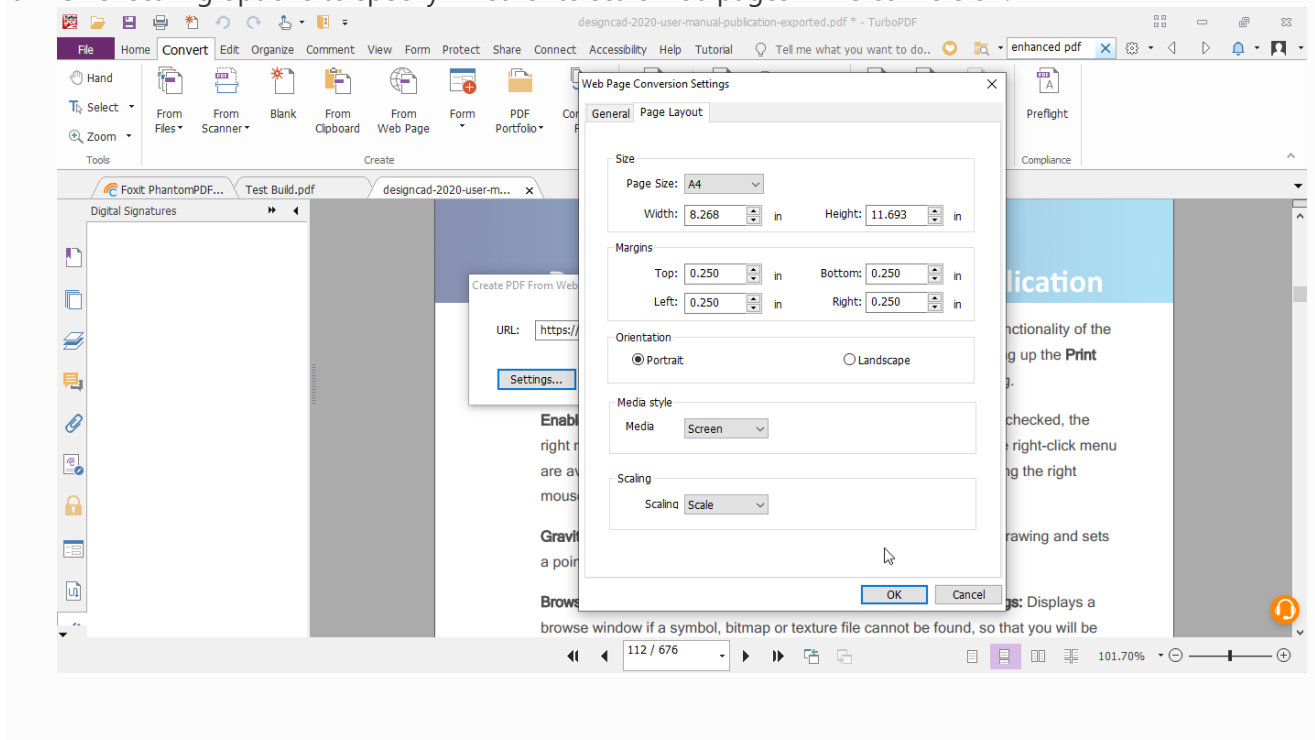 designcad-2020-user-manual-publication-exported.pdf * - TurboPDF
File Home Convert Edit Organize Comment View Form Protect Share Connect Accessibility Help Tutorial Tell me what you want to do.. enhanced pdf
Hand
Select
Zoom
From Files
From Scanner
Blank
From Clipboard
From Web Page
Form
PDF Portfolio
Preflight
Tools
Create
Compliance
Foxit PhantomPDF... Test Build.pdf designcad-2020-user-m...
Digital Signatures
Create PDF From Web
URL: https://
Settings...
Web Page Conversion Settings
General Page Layout
Size
Page Size: A4
Width: 8.268 in Height: 11.693 in
Margins
Top: 0.250 in Bottom: 0.250 in
Left: 0.250 in Right: 0.250 in
Orientation
Portrait Landscape
Media style
Media Screen
Scaling
Scaling Scale
OK Cancel
lication
nctionality of the
g up the Print
g.
Enabl checked, the
right r right-click menu
are av ng the right
mous
Gravit rawing and sets
a poin
Brows gs: Displays a
browse window if a symbol, bitmap or texture file cannot be found, so that you will be
112 / 676
101.70%